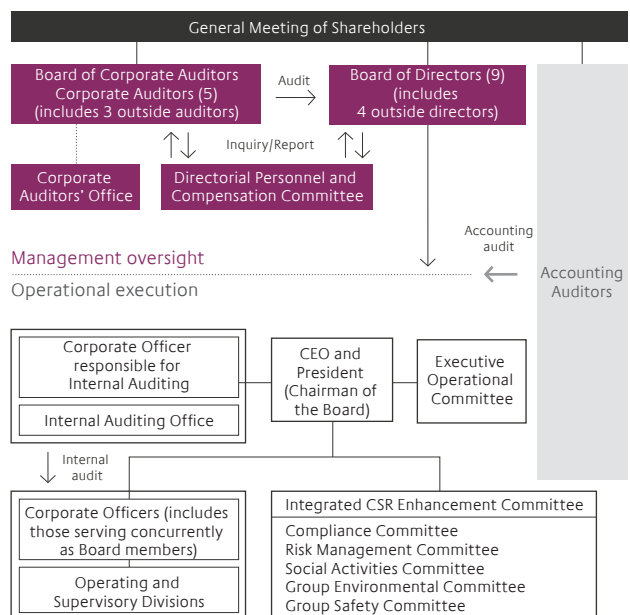 General Meeting of Shareholders
Board of Corporate Auditors
Corporate Auditors (5)
(includes 3 outside auditors)
Audit
Board of Directors (9)
(includes
4 outside directors)
Inquiry/Report
Corporate
Auditors' Office
Directorial Personnel and
Compensation Committee
Accounting
audit
Accounting
Auditors
Management oversight
Operational execution
Corporate Officer
responsible for
Internal Auditing
Internal Auditing Office
CEO and
President
(Chairman of
the Board)
Executive
Operational
Committee
Internal
audit
Corporate Officers (includes
those serving concurrently
as Board members)
Operating and
Supervisory Divisions
Integrated CSR Enhancement Committee
Compliance Committee
Risk Management Committee
Social Activities Committee
Group Environmental Committee
Group Safety Committee